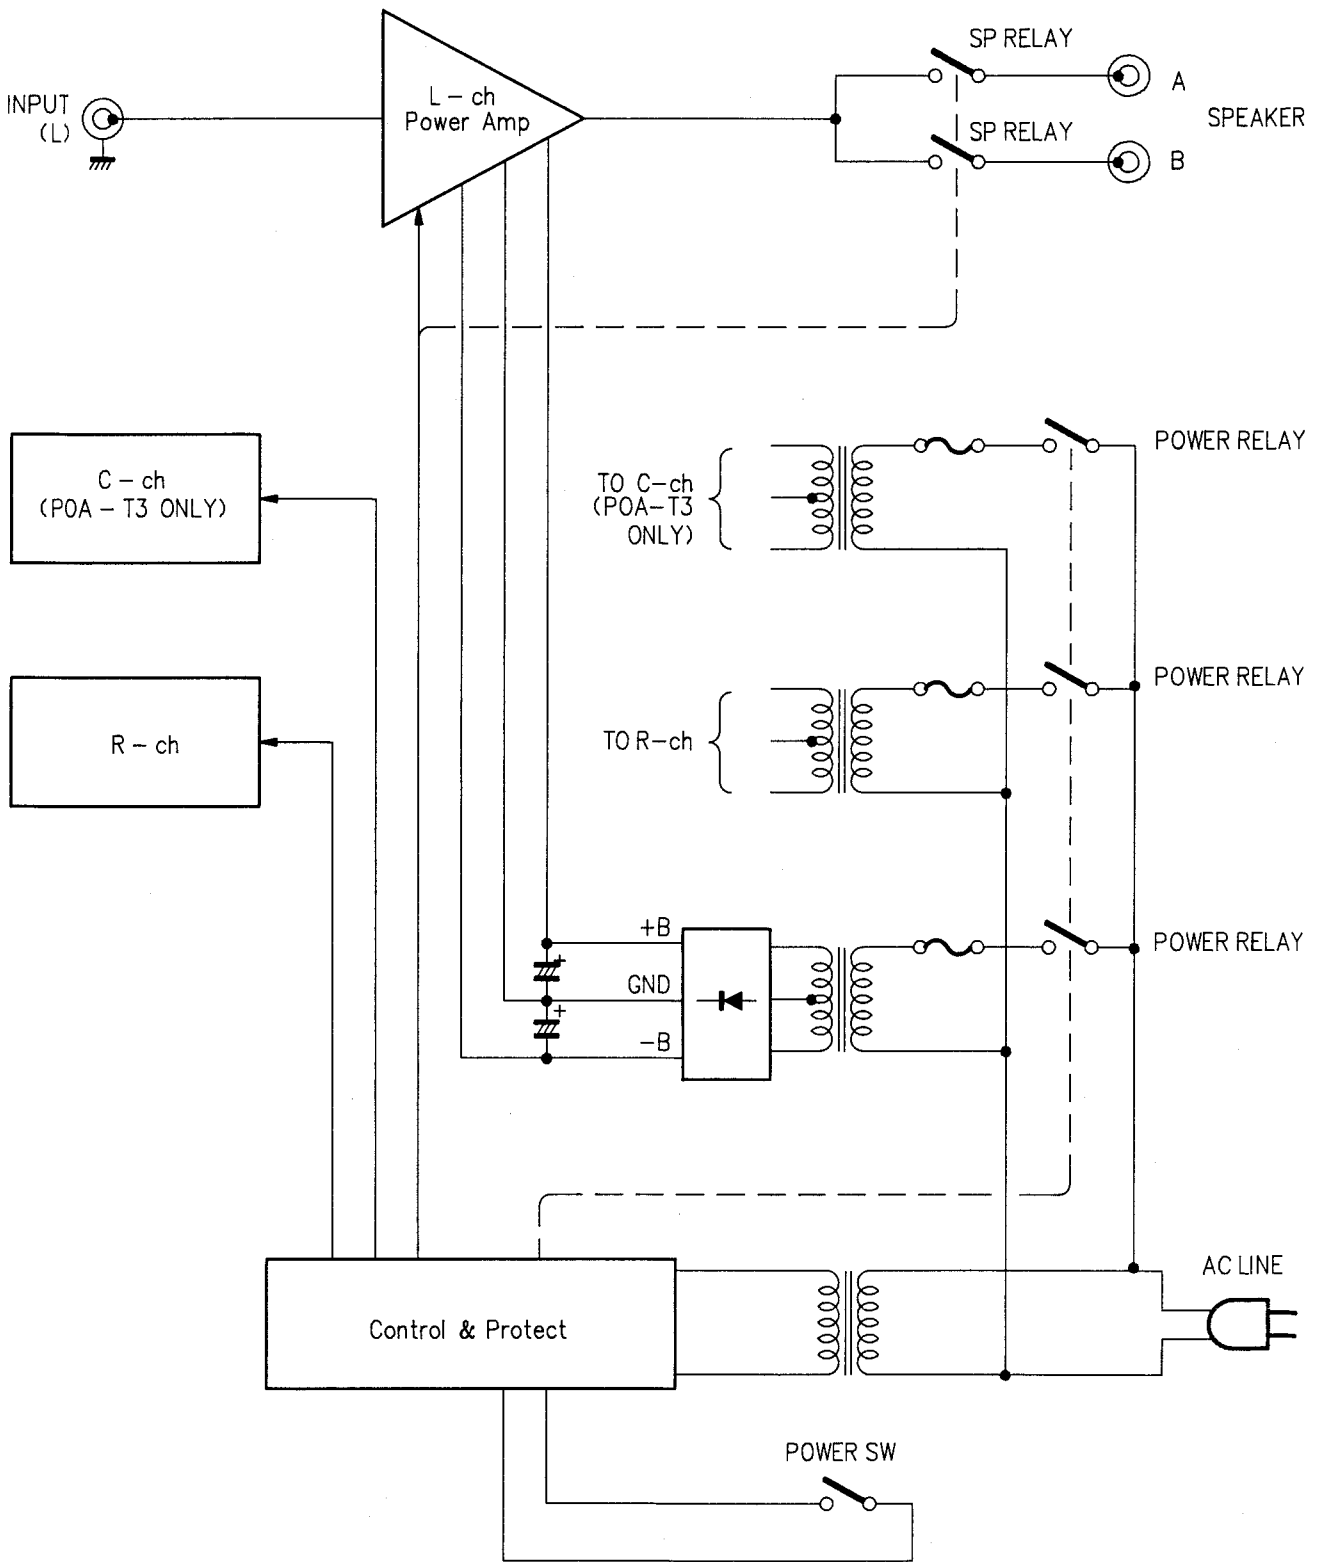 SP RELAY
INPUT
(L)
L - ch
Power Amp
A
SPEAKER
SP RELAY
B
C - ch
(POA - T3 ONLY)
TO C-ch
(POA-T3
ONLY)
POWER RELAY
R - ch
TO R-ch
POWER RELAY
+B
+
GND
+
-B
POWER RELAY
Control & Protect
AC LINE
POWER SW